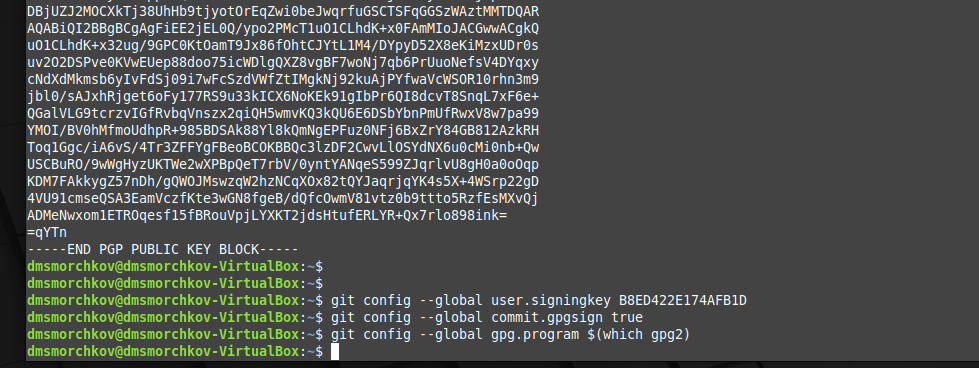 DBjUZJ2MOCXkTj38UhHb9tjyotOrEqZwi0beJwqrfuGSCTSFqGGSzWAztMMTDQAR
AQABiQI2BBgBCgAgFiEE2jEL0Q/ypo2PMcT1uO1CLhdK+x0FAmMIoJACGwwACgkQ
uO1CLhdK+x32ug/9GPC0KtOamT9Jx86fOhtCJYtL1M4/DYpyD52X8eKiMzxUDr0s
uv2O2DSPve0KVwEUep88doo75icWDlgQXZ8vgBF7woNj7qb6PrUuoNefsV4DYqxy
cNdXdMkmsb6yIvFdSj09i7wFcSzdVWfZtIMgkNj92kuAjPYfwaVcWSOR10rhn3m9
jbl0/sAJxhRjget6oFy177RS9u33kICX6NoKEk91gIbPr6QI8dcvT8SnqL7xF6e+
QGalVLG9tcrzvIGfRvbqVnszx2qiQH5wmvKQ3kQU6E6DSbYbnPmUfRwxV8w7pa99
YMOI/BV0hMfmoUdhpR+985BDSAk88Yl8kQmNgEPFuz0NFj6BxZrY84GB812AzkRH
Toq1Ggc/iA6vS/4Tr3ZFFYgFBeoBCOKBBQc3lzDF2CwvLlOSYdNX6u0cMi0nb+Qw
USCBuRO/9wWgHyzUKTWe2wXPBpQeT7rbV/0yntYANqeS599ZJqrlvU8gH0a0oOqp
KDM7FAkkygZ57nDh/gQWOJMswzqW2hzNCqXOx82tQYJaqrjqYK4s5X+4WSrp22gD
4VU91cmseQSA3EamVczfKte3wGN8fgeB/dQfcOwmV81vtz0b9ttto5RzfEsMXvQj
ADMeNwxom1ETROqesf15fBRouVpjLYXKT2jdsHtufERLYR+Qx7rlo898ink=
=qYTn
-----END PGP PUBLIC KEY BLOCK-----
dmsmorchkov@dmsmorchkov-VirtualBox:~$
dmsmorchkov@dmsmorchkov-VirtualBox:~$
dmsmorchkov@dmsmorchkov-VirtualBox:~$ git config --global user.signingkey B8ED422E174AFB1D
dmsmorchkov@dmsmorchkov-VirtualBox:~$ git config --global commit.gpgsign true
dmsmorchkov@dmsmorchkov-VirtualBox:~$ git config --global gpg.program $(which gpg2)
dmsmorchkov@dmsmorchkov-VirtualBox:~$